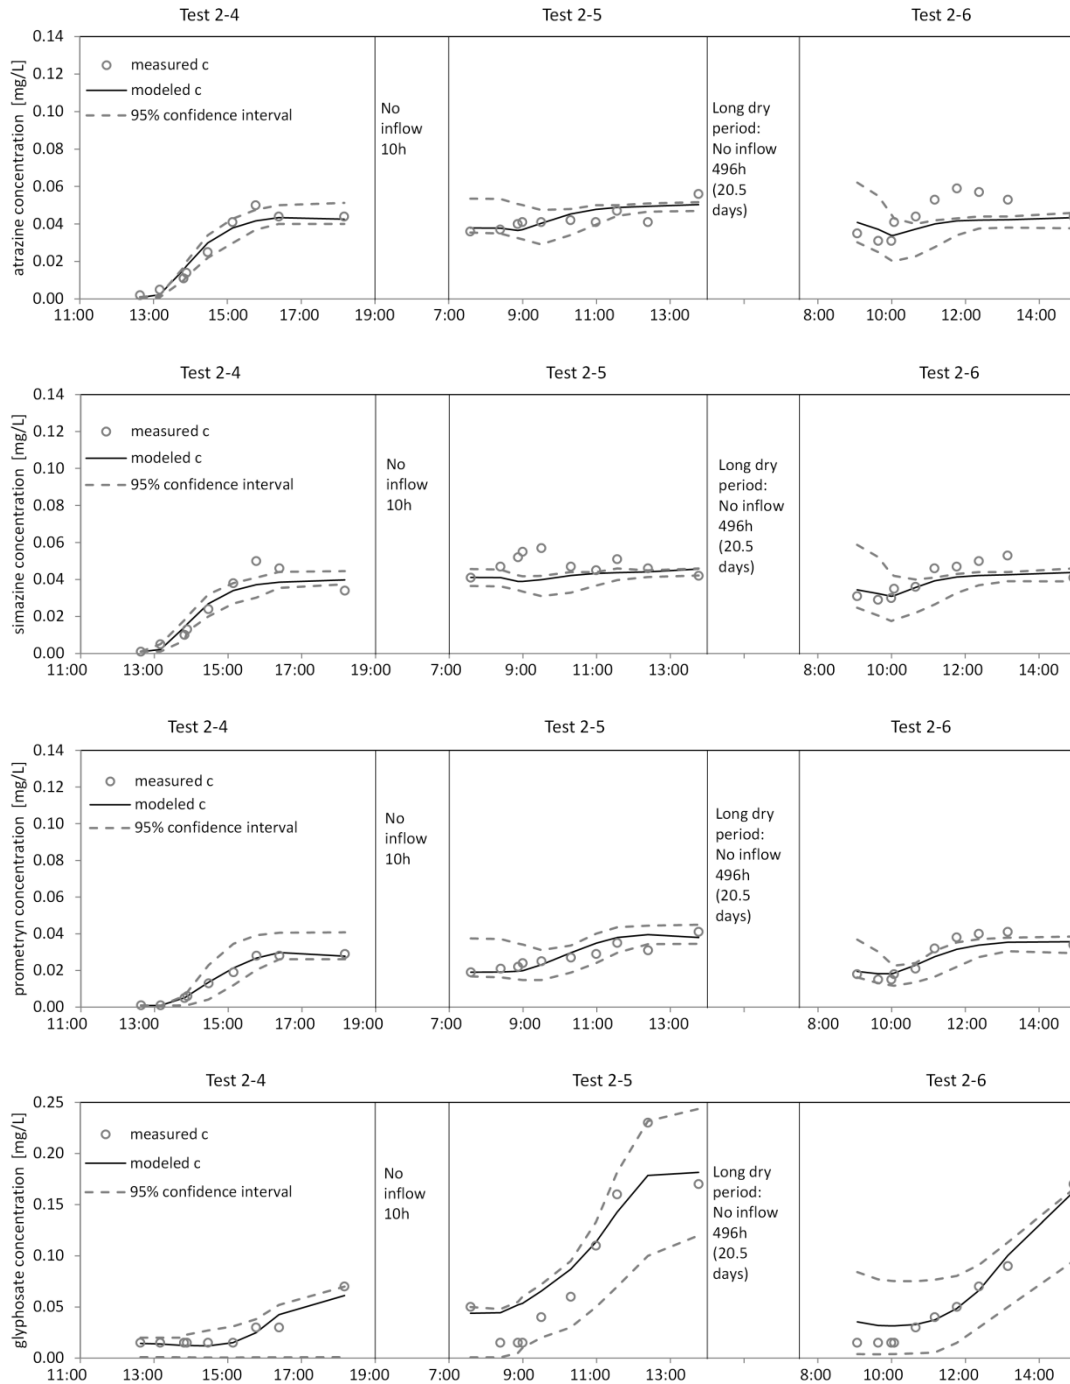 Test 2-4 Test 2-5 Test 2-6
atrazine concentration [mg/L]
0.14
0.12
0.10
0.08
0.06
0.04
0.02
0.00
measured c
modeled c
95% confidence interval
No
inflow
10h
Long dry
period:
No inflow
496h
(20.5
days)
11:00 13:00 15:00 17:00 19:00 7:00 9:00 11:00 13:00 8:00 10:00 12:00 14:00
Test 2-4 Test 2-5 Test 2-6
simazine concentration [mg/L]
0.14
0.12
0.10
0.08
0.06
0.04
0.02
0.00
measured c
modeled c
95% confidence interval
No
inflow
10h
Long dry
period:
No inflow
496h
(20.5
days)
11:00 13:00 15:00 17:00 19:00 7:00 9:00 11:00 13:00 8:00 10:00 12:00 14:00
Test 2-4 Test 2-5 Test 2-6
prometryn concentration [mg/L]
0.14
0.12
0.10
0.08
0.06
0.04
0.02
0.00
measured c
modeled c
95% confidence interval
No
inflow
10h
Long dry
period:
No inflow
496h
(20.5
days)
11:00 13:00 15:00 17:00 19:00 7:00 9:00 11:00 13:00 8:00 10:00 12:00 14:00
Test 2-4 Test 2-5 Test 2-6
glyphosate concentration [mg/L]
0.25
0.20
0.15
0.10
0.05
0.00
measured c
modeled c
95% confidence interval
No
inflow
10h
Long dry
period:
No inflow
496h
(20.5
days)
11:00 13:00 15:00 17:00 19:00 7:00 9:00 11:00 13:00 8:00 10:00 12:00 14:00